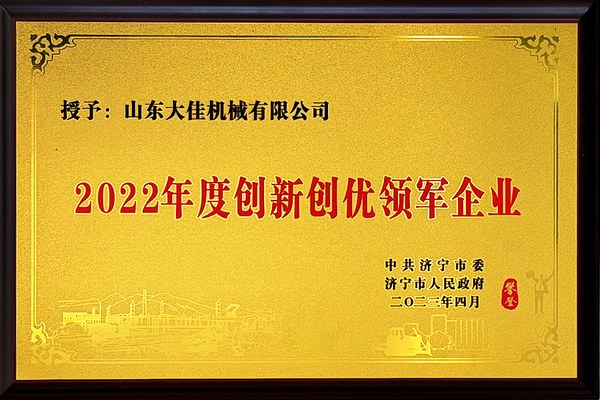 授予：山东大佳机械有限公司
2022年度创新创优领军企业
中共济宁市委
济宁市人民政府
二〇二三年四月
攀登